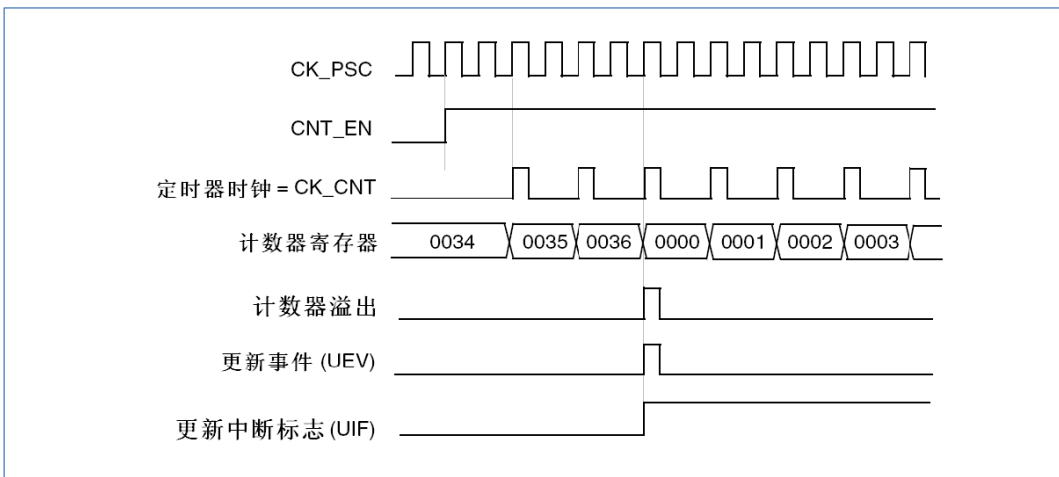 CK_PSC
CNT_EN
定时器时钟 = CK_CNT
计数器寄存器 0034 0035 0036 0000 0001 0002 0003
计数器溢出
更新事件 (UEV)
更新中断标志 (UIF)